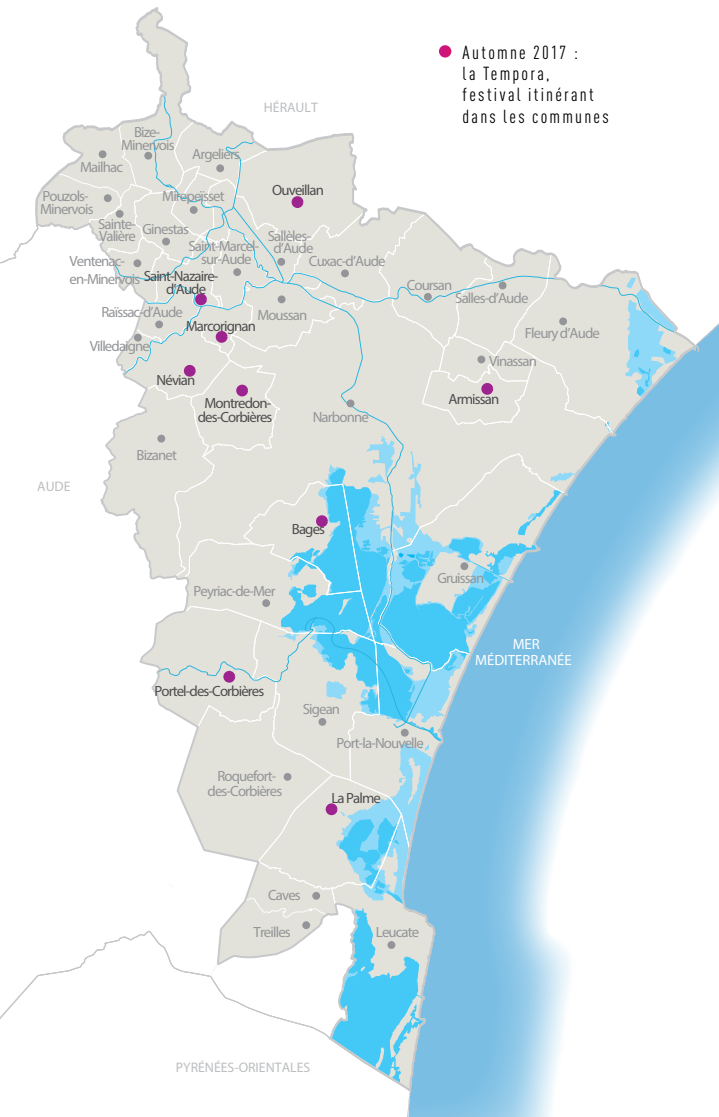 Automne 2017 :
la Tempora,
festival itinérant
dans les communes
HÉRAULT
Bize-
Minervois
Argeliers
Mailhac
Ouveillan
Pouzols-
Minervois
Mirepeïsset
Sainte-
Valière
Ginestas
Saint-Marcel-
sur-Aude
Sallèles-
d'Aude
Cuxac-d'Aude
Ventenac-
en-Minervois
Saint-Nazaire-
d'Aude
Coursan
Salles-d'Aude
Raïssac-d'Aude
Moussan
Marcorignan
Fleury d'Aude
Villedaigne
Vinassan
Névian
Montredon-
des-Corbières
Armissan
Narbonne
Bizanet
AUDE
Bages
Gruissan
Peyriac-de-Mer
MER
MÉDITERRANÉE
Portel-des-Corbières
Sigean
Port-la-Nouvelle
Roquefort-
des-Corbières
La Palme
Caves
Treilles
Leucate
PYRÉNÉES-ORIENTALES